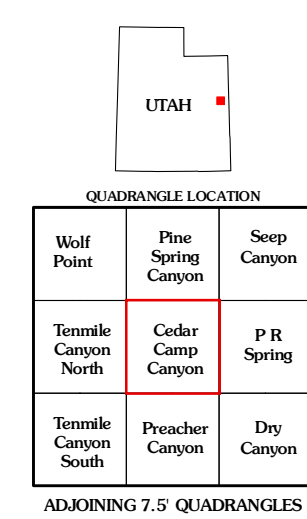 UTAH
QUADRANGLE LOCATION
Wolf
Point
Pine
Spring
Canyon
Seep
Canyon
Tenmile
Canyon
North
Cedar
Camp
Canyon
P R
Spring
Tenmile
Canyon
South
Preacher
Canyon
Dry
Canyon
ADJOINING 7.5' QUADRANGLES